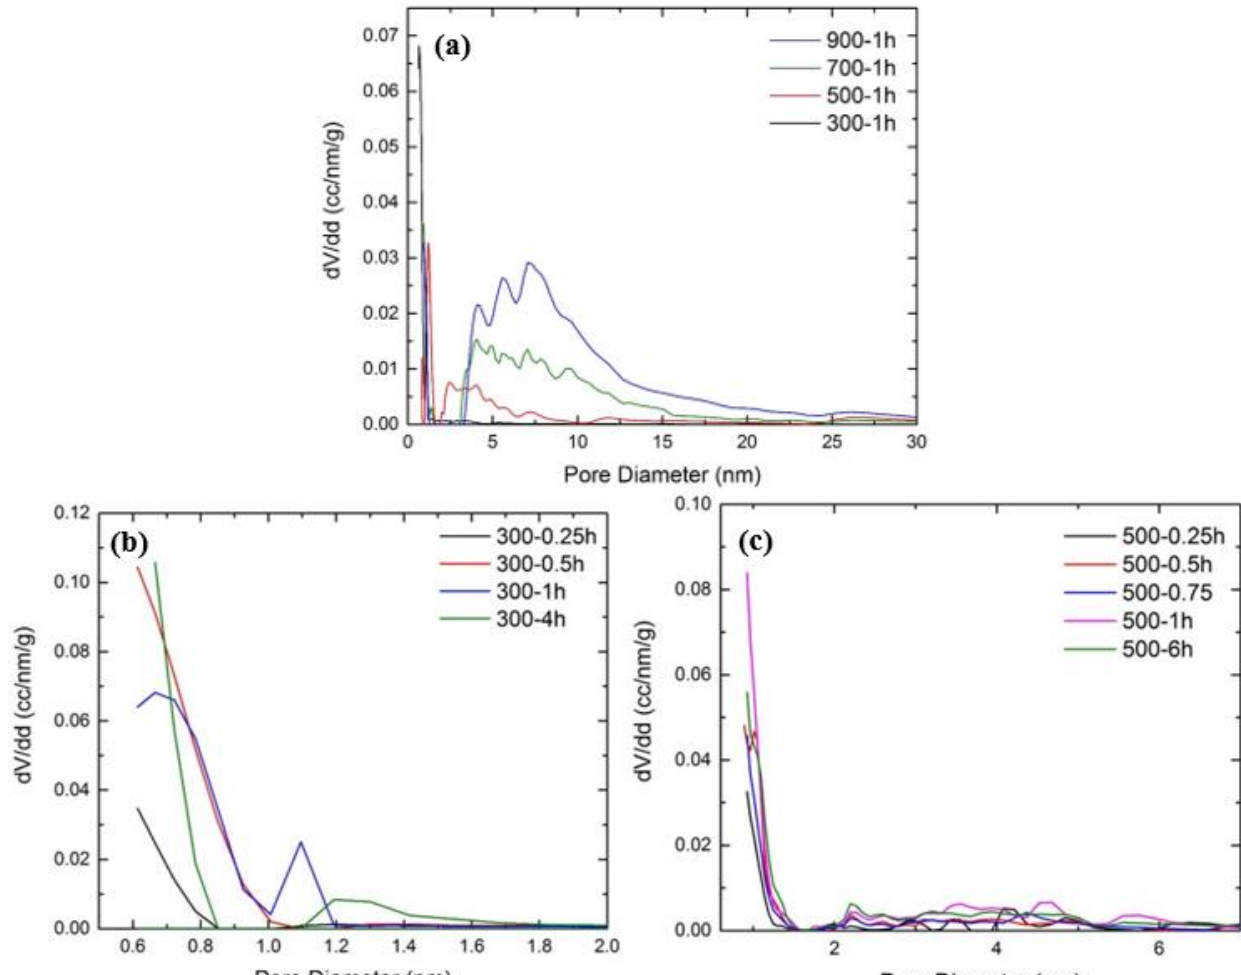 (a)
900-1h
700-1h
500-1h
300-1h
0.07
0.06
0.05
0.04
0.03
0.02
0.01
0.00
dV/dd (cc/nm/g)
0 5 10 15 20 25 30
Pore Diameter (nm)
(b)
300-0.25h
300-0.5h
300-1h
300-4h
0.12
0.10
0.08
0.06
0.04
0.02
0.00
dV/dd (cc/nm/g)
0.6 0.8 1.0 1.2 1.4 1.6 1.8 2.0
Pore Diameter (nm)
(c)
500-0.25h
500-0.5h
500-0.75
500-1h
500-6h
0.10
0.08
0.06
0.04
0.02
0.00
dV/dd (cc/nm/g)
2 4 6